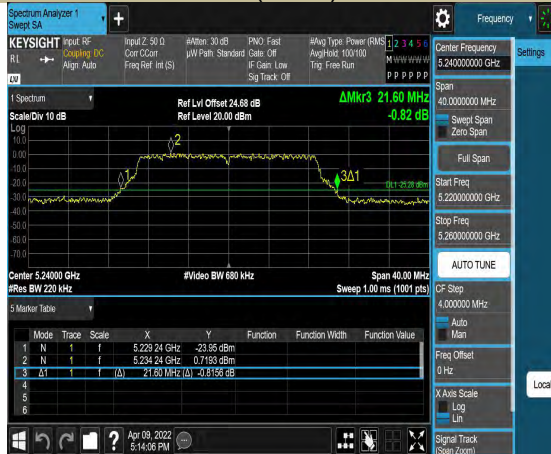 Spectrum Analyzer 1
Swept SA
+
Frequency
KEYSIGHT
RL
Input: RF
Coupling: DC
Align: Auto
Input Z: 50 Ω
Corr CCorr
Freq Ref: Int (S)
#Atten: 30 dB
µW Path: Standard
PNO: Fast
Gate: Off
IF Gain: Low
Sig Track: Off
#Avg Type: Power (RMS
Avg|Hold: 100/100
Trig: Free Run
1 2 3 4 5 6
M W W W W W
P P P P P P
LW
1 Spectrum
Scale/Div 10 dB
Ref Lvl Offset 24.68 dB
Ref Level 20.00 dBm
ΔMkr3 21.60 MHz
-0.82 dB
Log
10.0
0.00
-10.0
-20.0
-30.0
-40.0
-50.0
-60.0
-70.0
1
2
3Δ1
DL1 -25.28 dBm
Center 5.24000 GHz
#Video BW 680 kHz
Span 40.00 MHz
#Res BW 220 kHz
Sweep 1.00 ms (1001 pts)
5 Marker Table
Mode Trace Scale X Y Function Function Width Function Value
1 N 1 f 5.229 24 GHz -23.95 dBm
2 N 1 f 5.234 24 GHz 0.7193 dBm
3 Δ1 1 f (Δ) 21.60 MHz (Δ) -0.8156 dB
4
5
6
Center Frequency
5.240000000 GHz
Settings
Span
40.0000000 MHz
Swept Span
Zero Span
Full Span
Start Freq
5.220000000 GHz
Stop Freq
5.260000000 GHz
AUTO TUNE
CF Step
4.000000 MHz
Auto
Man
Freq Offset
0 Hz
X Axis Scale
Log
Lin
Local
Signal Track
(Span Zoom)
?
Apr 09, 2022
5:14:06 PM